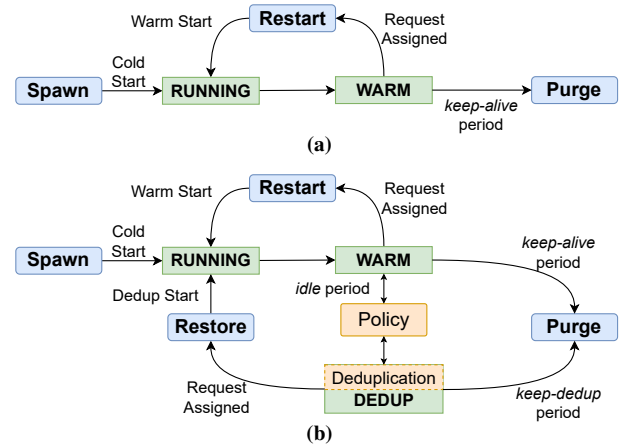 Restart
Warm Start
Request
Assigned
Cold
Start
Spawn
RUNNING
WARM
Purge
keep-alive
period
(a)
Restart
Warm Start
Request
Assigned
Cold
Start
keep-alive
period
Spawn
RUNNING
WARM
Dedup Start
idle period
Restore
Policy
Purge
Request
Assigned
Deduplication
DEDUP
keep-dedup
period
(b)